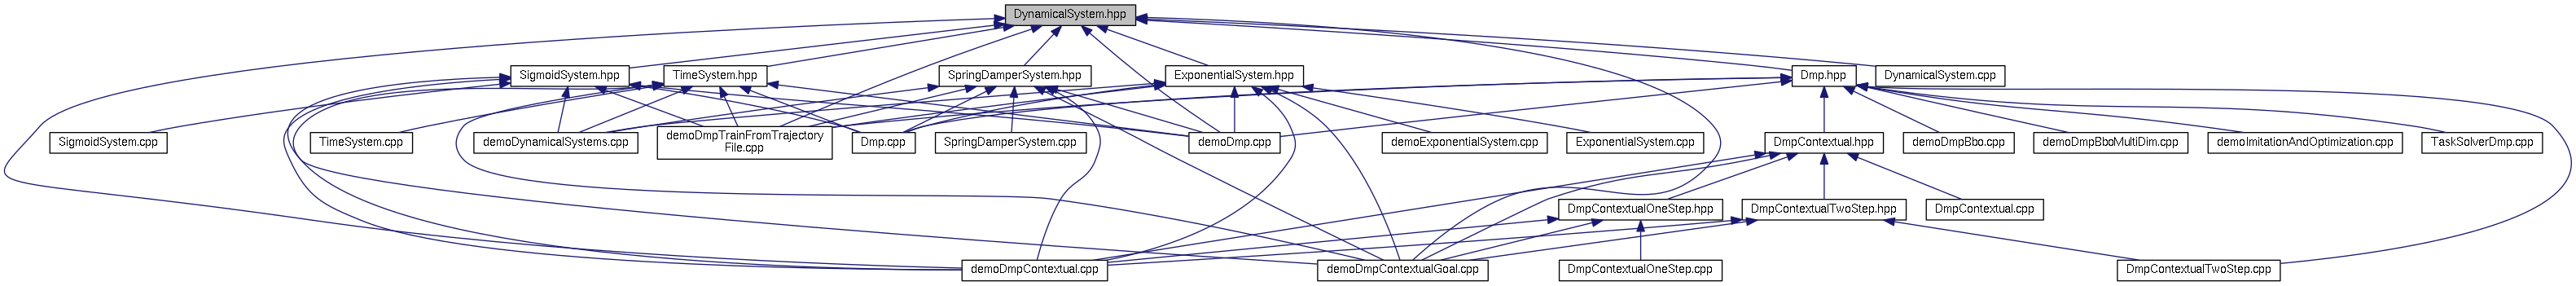 DynamicalSystem.hpp
SigmoidSystem.hpp
TimeSystem.hpp
SpringDamperSystem.hpp
ExponentialSystem.hpp
Dmp.hpp
DynamicalSystem.cpp
SigmoidSystem.cpp
TimeSystem.cpp
demoDynamicalSystems.cpp
demoDmpTrainFromTrajectory
File.cpp
Dmp.cpp
SpringDamperSystem.cpp
demoDmp.cpp
demoExponentialSystem.cpp
ExponentialSystem.cpp
DmpContextual.hpp
demoDmpBbo.cpp
demoDmpBboMultiDim.cpp
demoImitationAndOptimization.cpp
TaskSolverDmp.cpp
DmpContextualOneStep.hpp
DmpContextualTwoStep.hpp
DmpContextual.cpp
demoDmpContextual.cpp
demoDmpContextualGoal.cpp
DmpContextualOneStep.cpp
DmpContextualTwoStep.cpp